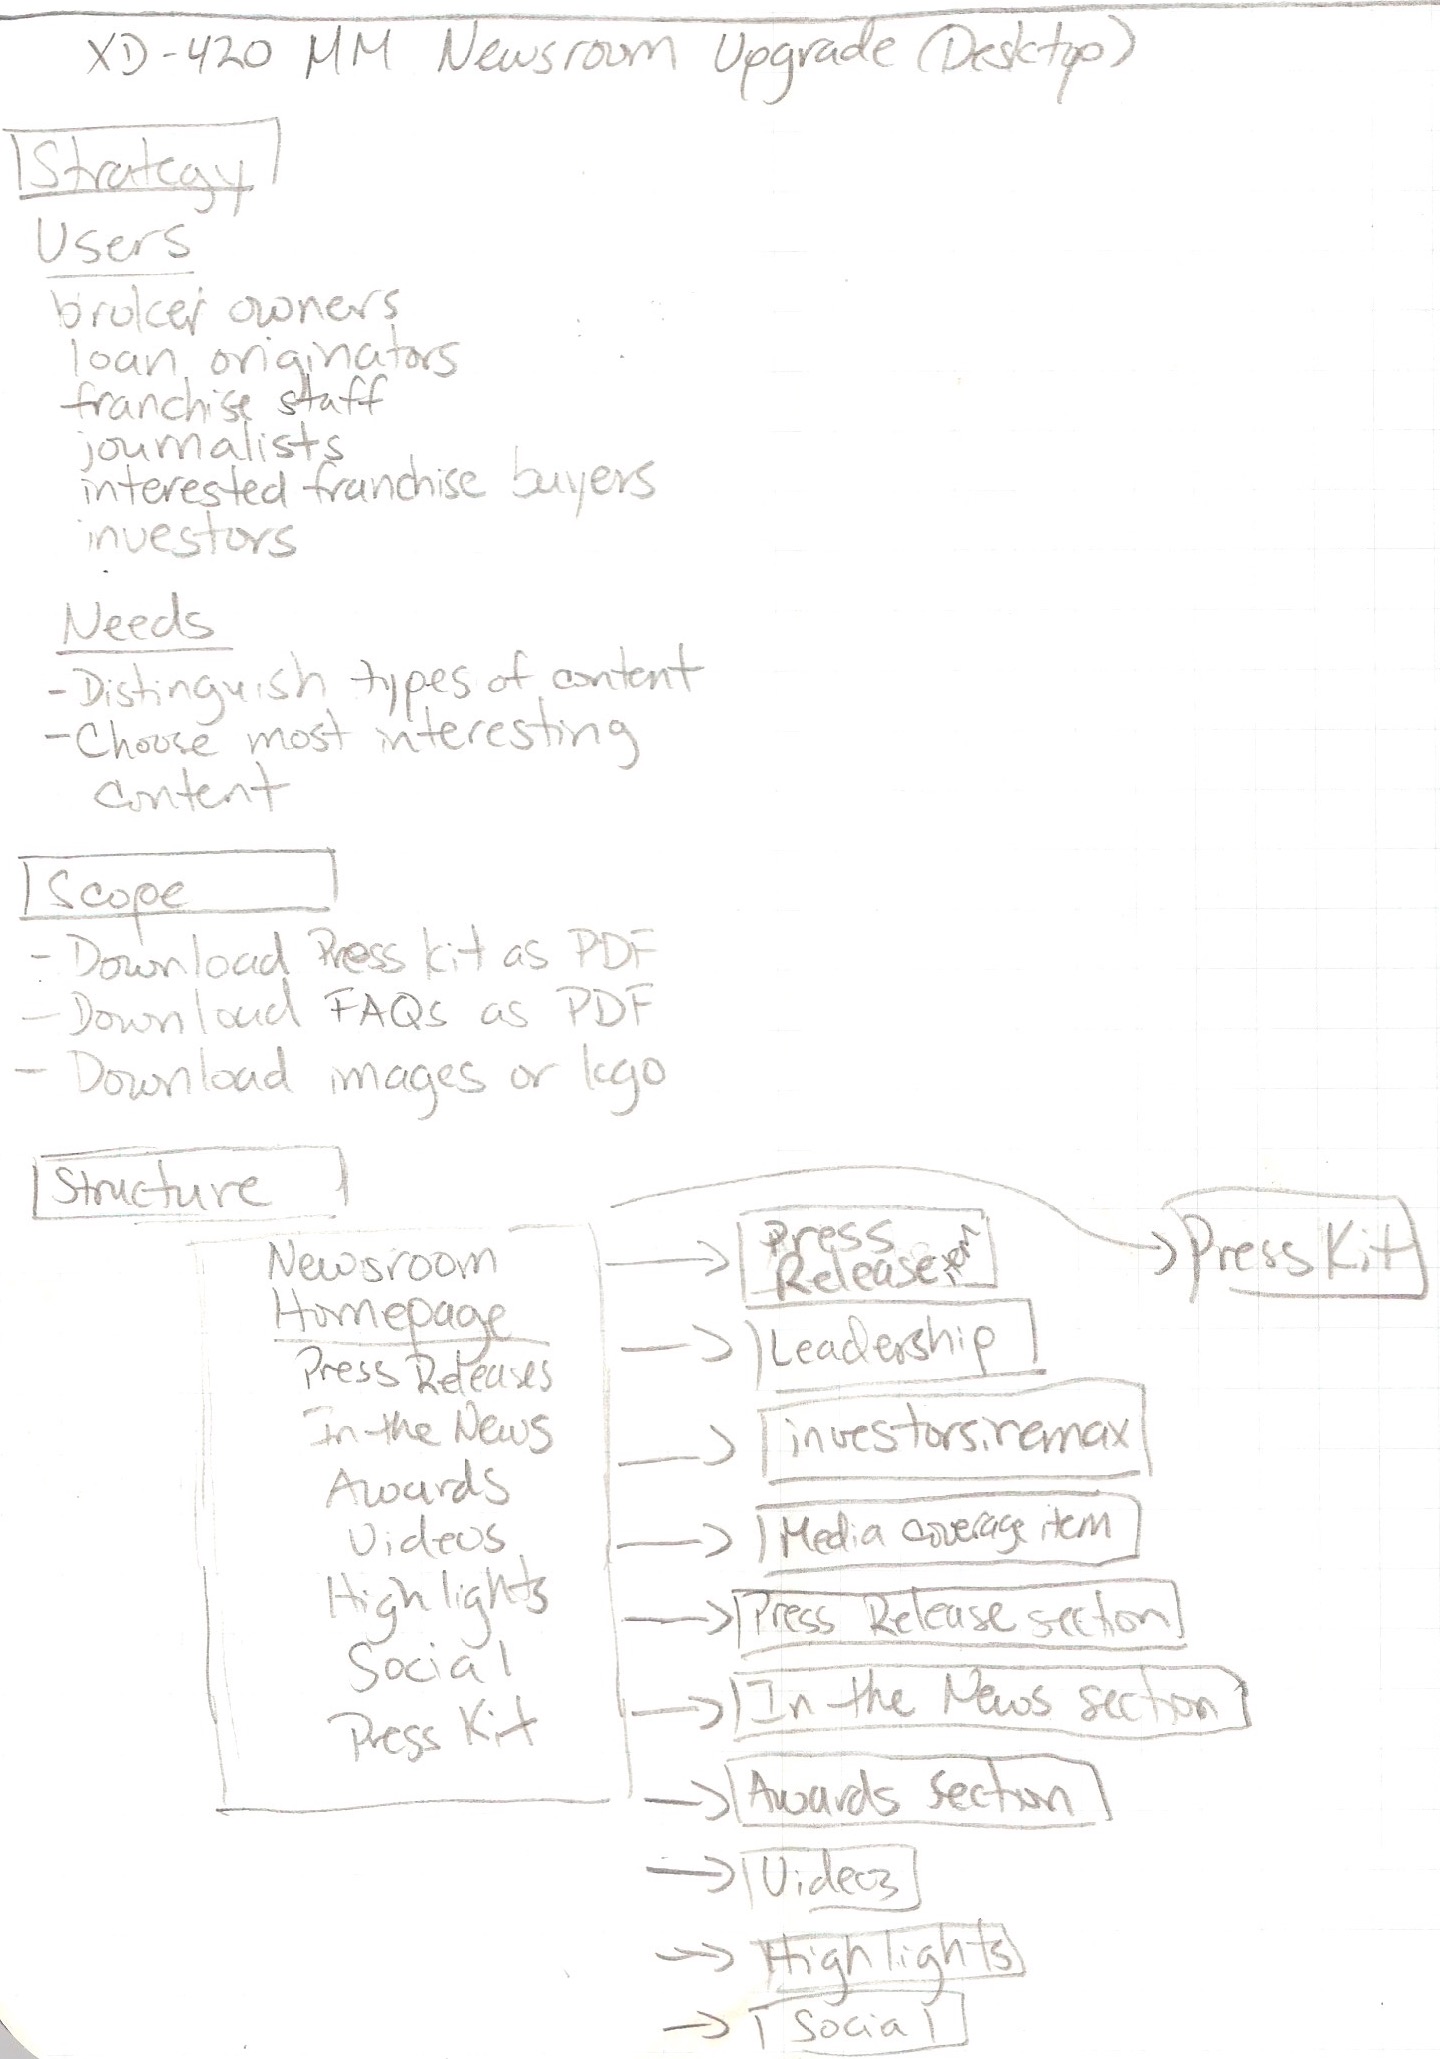 XD-420 MM Newsroom Upgrade (Desktop)
Strategy
Users
broker owners
loan originators
franchise staff
journalists
interested franchise buyers
investors
Needs
- Distinguish types of content
- Choose most interesting
content
Scope
- Download Press Kit as PDF
- Download FAQs as PDF
- Download images or logo
Structure
Newsroom
Homepage
Press Releases
In the News
Awards
Videos
Highlights
Social
Press Kit
Press
Release item
Leadership
investors.remax
Media coverage item
Press Release section
In the News section
Awards section
Videos
Highlights
Social
Press Kit